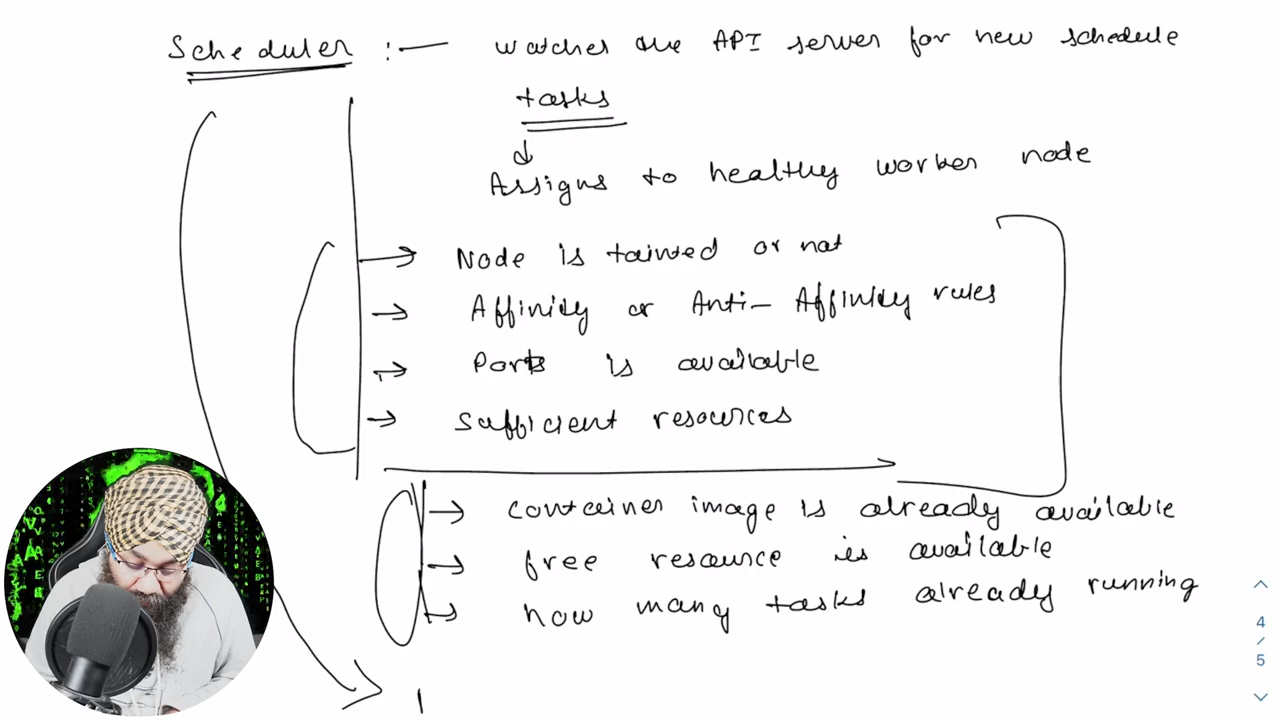 Scheduler :— watches the API server for new schedule
tasks
↓
Assigns to healthy worker node
→ Node is tainted or not
→ Affinity or Anti-Affinity rules
→ Ports is available
→ Sufficient resources
→ container image is already available
→ free resource is available
→ how many tasks already running
4
/
5